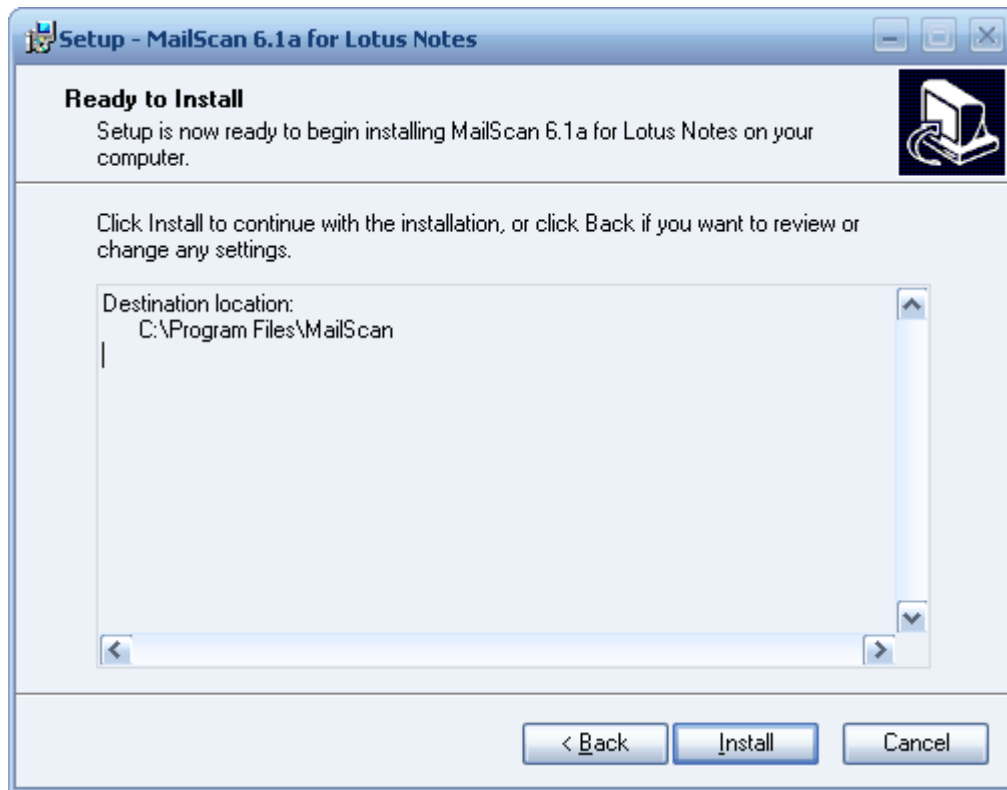 Setup - MailScan 6.1a for Lotus Notes
Ready to Install
Setup is now ready to begin installing MailScan 6.1a for Lotus Notes on your
computer.
Click Install to continue with the installation, or click Back if you want to review or
change any settings.
Destination location:
C:\Program Files\MailScan
< Back
Install
Cancel